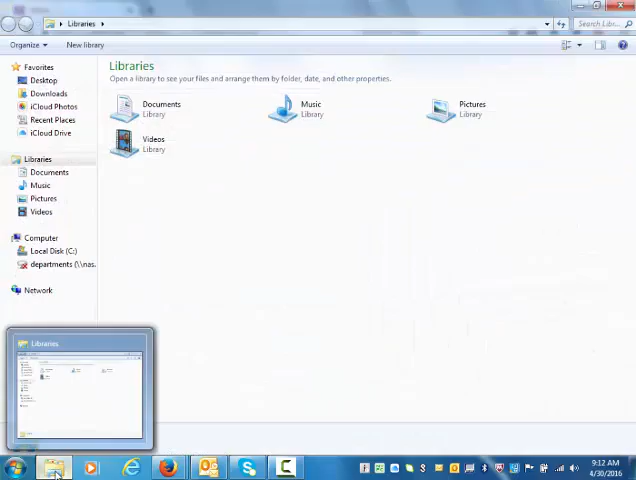 Libraries
Search Libr...
Organize
New library
Favorites
Desktop
Downloads
iCloud Photos
Recent Places
iCloud Drive
Libraries
Documents
Music
Pictures
Videos
Computer
Local Disk (C:)
departments (\\nas.
Network
Libraries
Open a library to see your files and arrange them by folder, date, and other properties.
Documents
Library
Music
Library
Pictures
Library
Videos
Library
Libraries
9:12 AM
4/30/2016